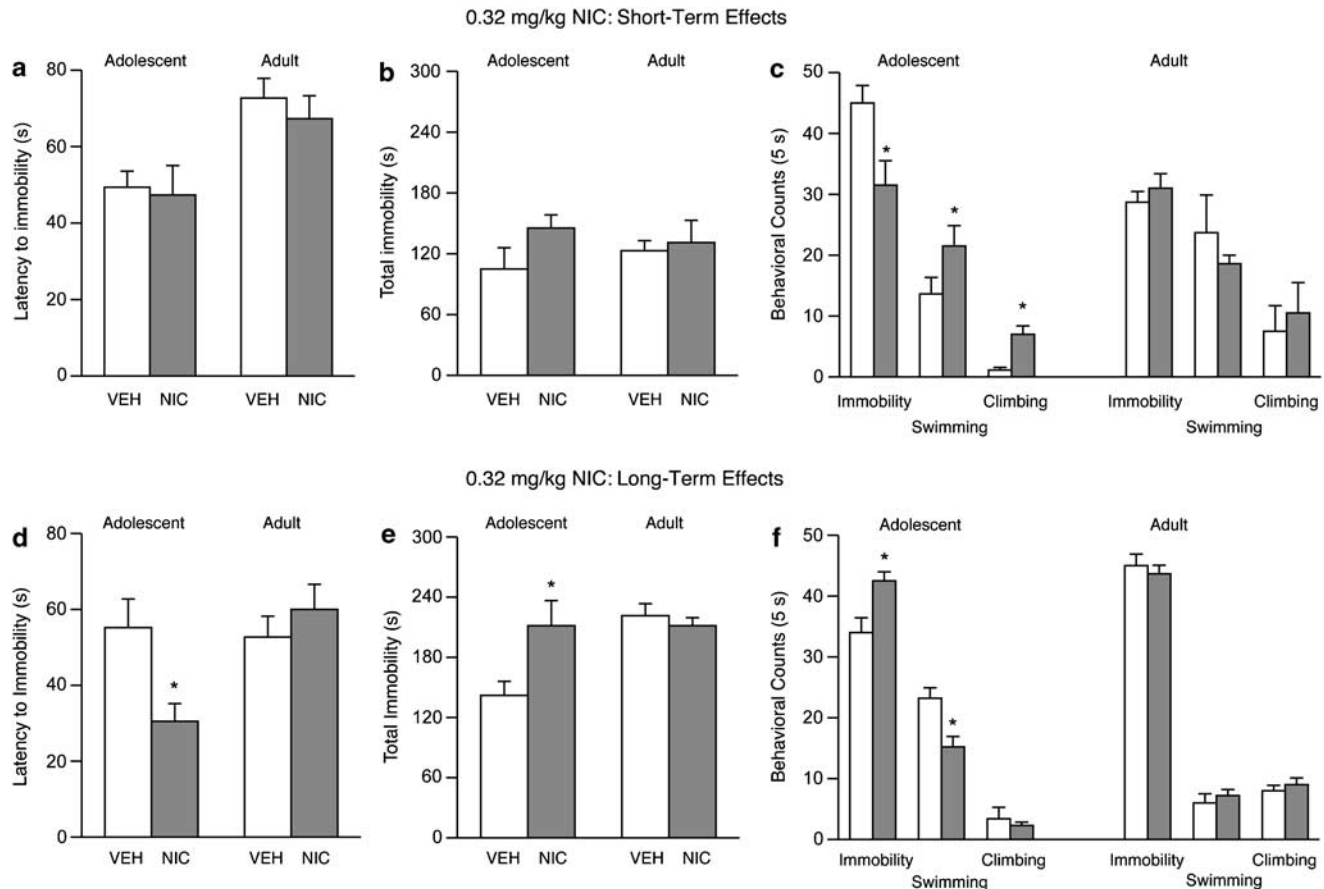 0.32 mg/kg NIC: Short-Term Effects
a
Adolescent Adult
Latency to immobility (s)
80
60
40
20
0
VEH NIC VEH NIC
b
Adolescent Adult
Total immobility (s)
300
240
180
120
60
0
VEH NIC VEH NIC
c
Adolescent Adult
Behavioral Counts (5 s)
50
40
30
20
10
0
*
*
*
Immobility Climbing Immobility Climbing
Swimming Swimming
0.32 mg/kg NIC: Long-Term Effects
d
Adolescent Adult
Latency to Immobility (s)
80
60
40
20
0
*
VEH NIC VEH NIC
e
Adolescent Adult
Total Immobility (s)
300
240
180
120
60
0
*
VEH NIC VEH NIC
f
Adolescent Adult
Behavioral Counts (5 s)
50
40
30
20
10
0
*
*
Immobility Climbing Immobility Climbing
Swimming Swimming